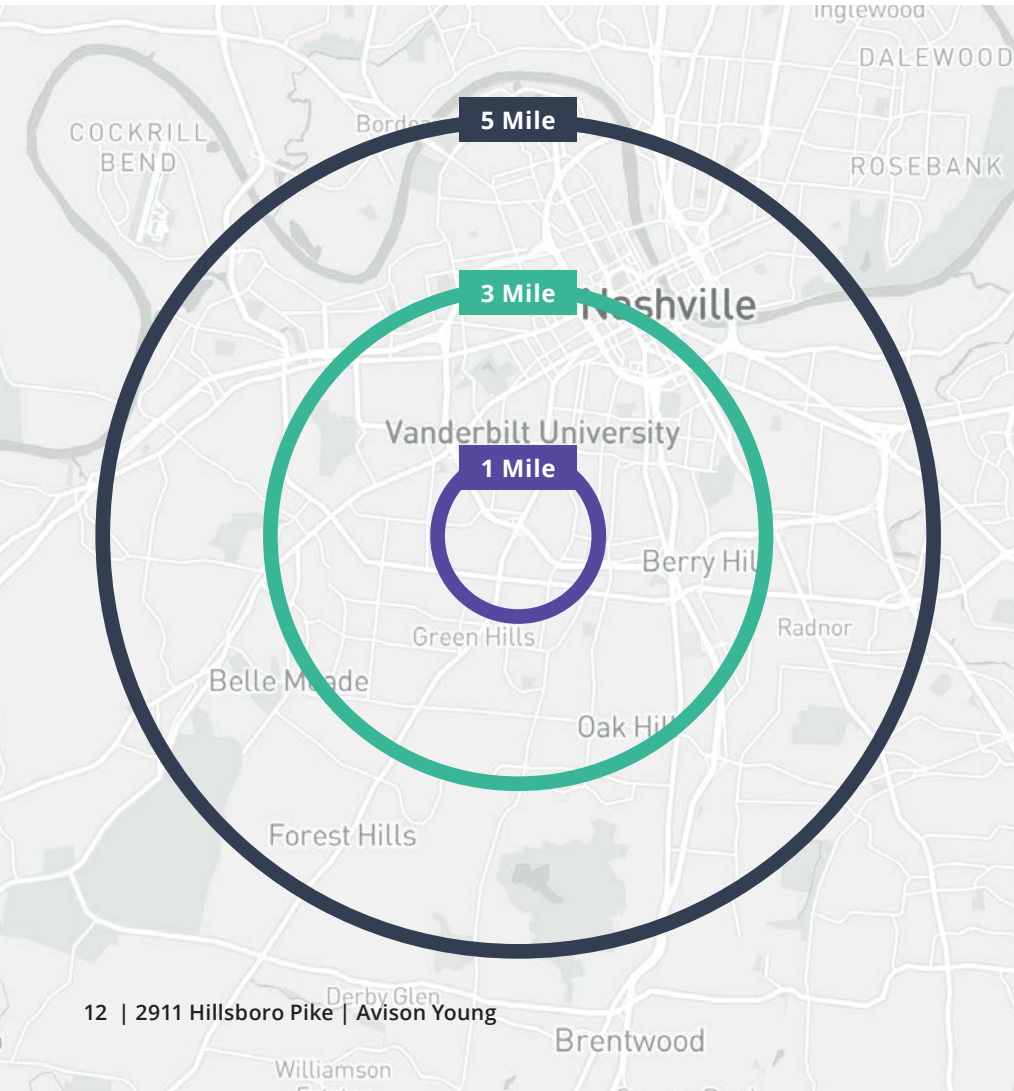 Inglewood
DALEWOOD
5 Mile
COCKRILL
BEND
ROSEBANK
3 Mile
Nashville
Vanderbilt University
1 Mile
Berry Hil
Radnor
Green Hills
Belle Meade
Oak Hill
Forest Hills
Derby Glen
12 | 2911 Hillsboro Pike | Avison Young
Brentwood
Williamson